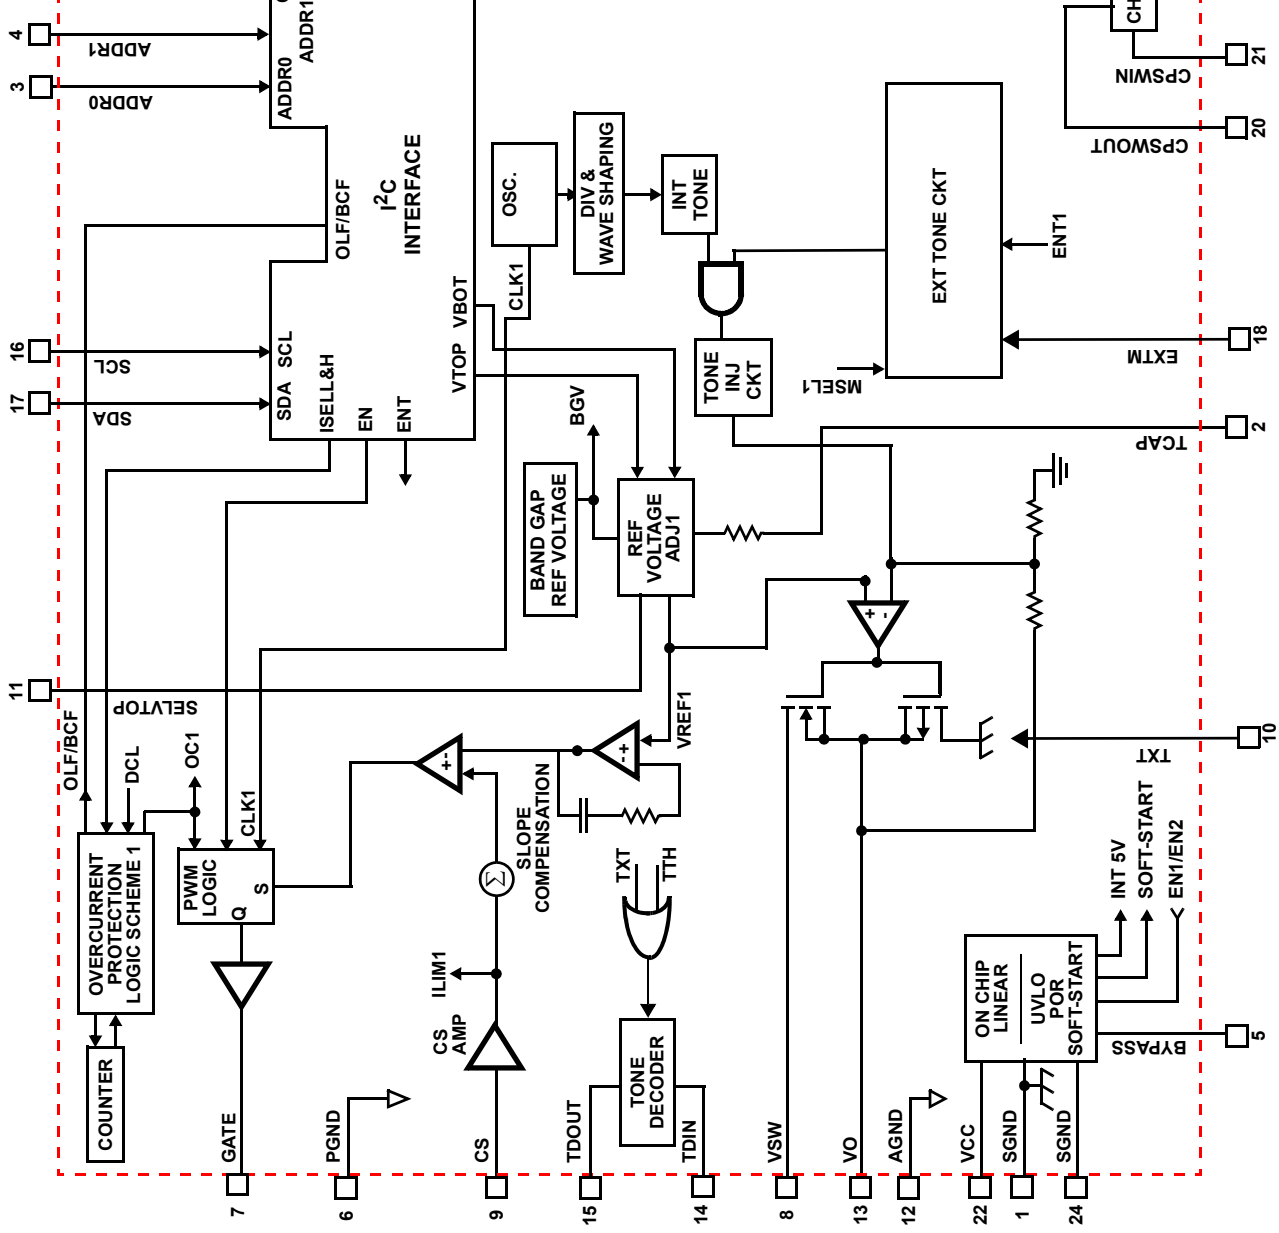 4
ADDR1
3
ADDR0
ADDR1
ADDR0
OLF/BCF
I2C
INTERFACE
16
SCL
17
SDA
SDA
SCL
ISELL&H
EN
ENT
VTOP
VBOT
OSC.
CLK1
DIV &
WAVE SHAPING
INT
TONE
TONE
INJ
CKT
EXT TONE CKT
ENT1
MSEL1
CH
CPSWIN
21
CPSWOUT
20
EXTM
18
TCAP
2
BGV
BAND GAP
REF VOLTAGE
REF
VOLTAGE
ADJ1
11
SELVTOP
OLF/BCF
DCL
OC1
CLK1
OVERCURRENT
PROTECTION
LOGIC SCHEME 1
PWM
LOGIC
Q
S
COUNTER
+
-
-
+
VREF1
+
-
Σ
SLOPE
COMPENSATION
ILIM1
CS
AMP
TXT
TTH
TONE
DECODER
TXT
10
INT 5V
SOFT-START
EN1/EN2
ON CHIP
LINEAR
UVLO
POR
SOFT-START
BYPASS
5
GATE
7
PGND
6
CS
9
TDOUT
15
TDIN
14
VSW
8
VO
13
AGND
12
VCC
22
SGND
1
SGND
24